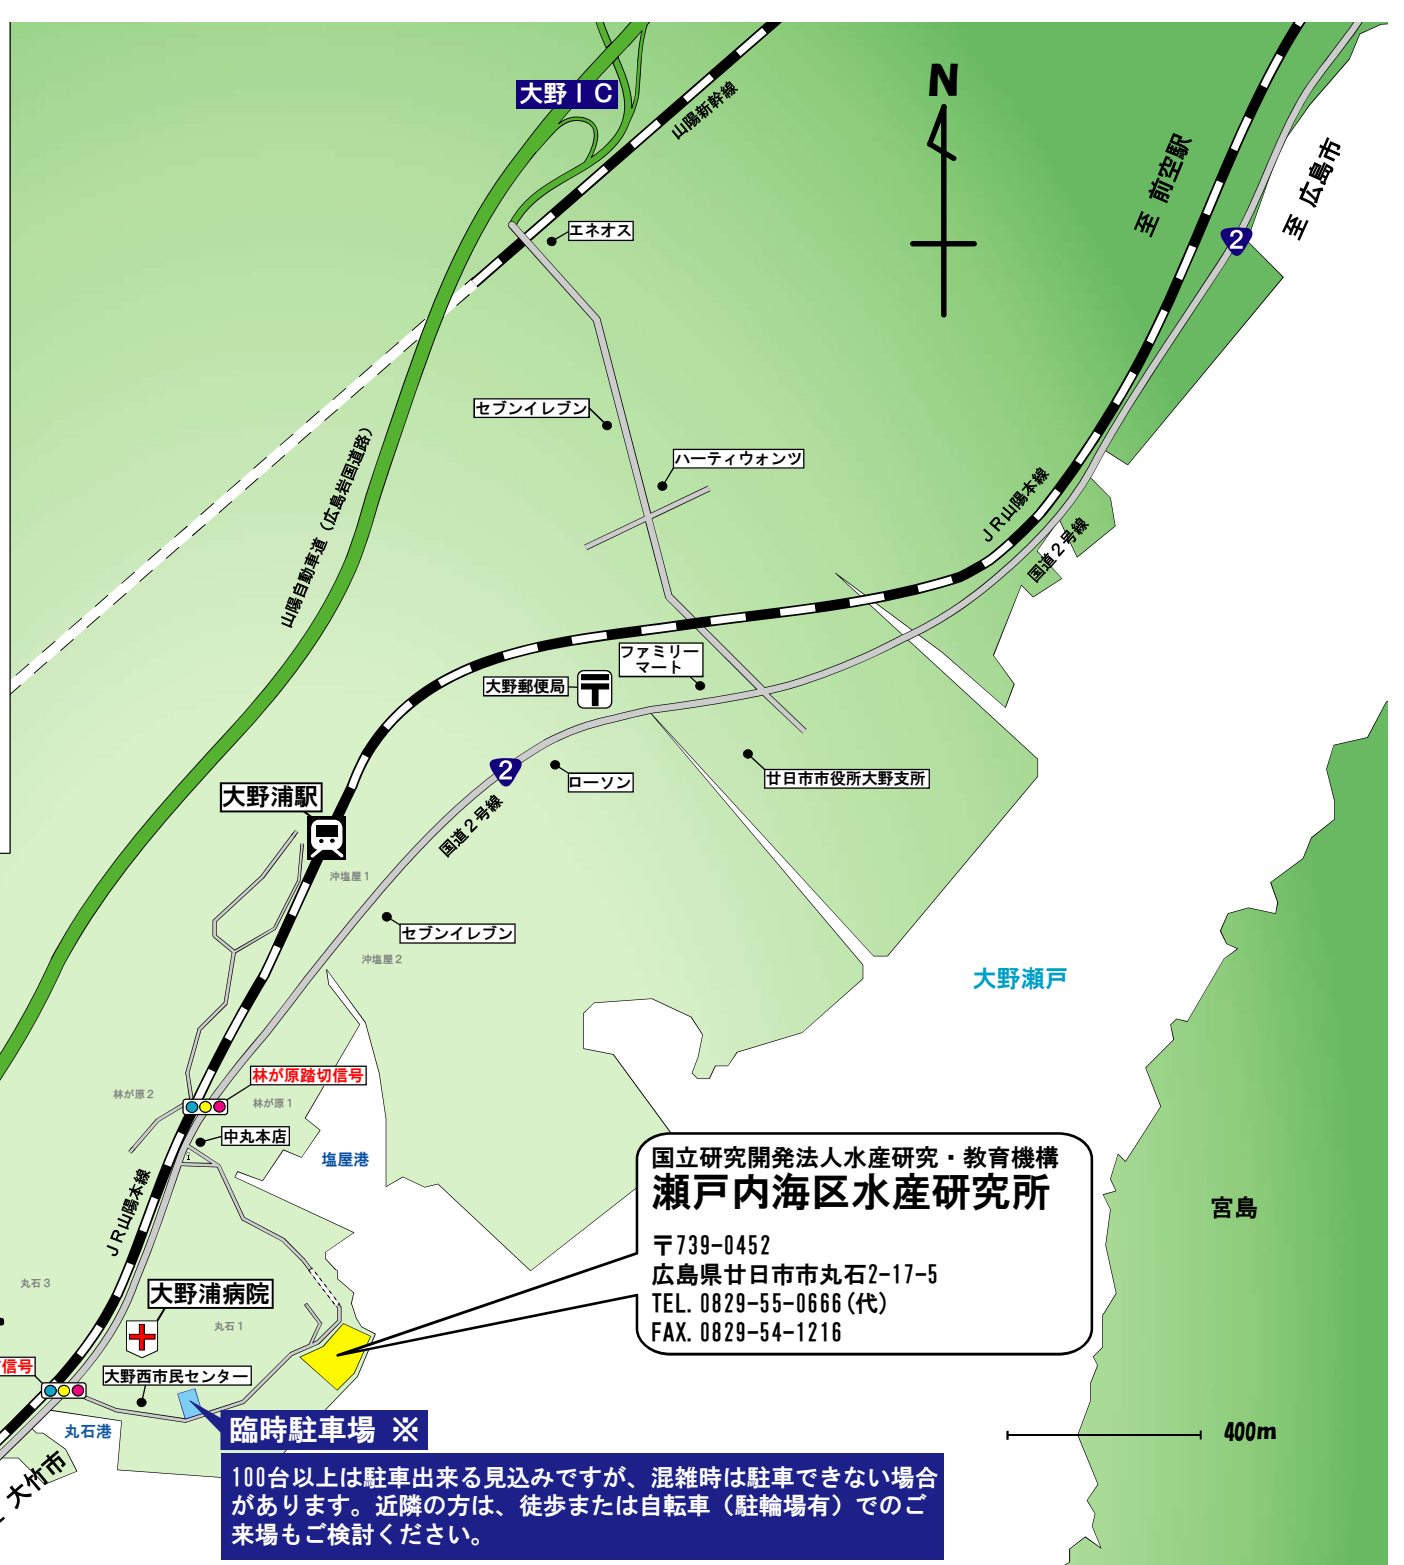 大野ＩＣ
山陽新幹線
N
至 前空駅
至 広島市
2
エネオス
セブンイレブン
ハーティウォンツ
山陽自動車道（広島岩国道路）
ＪＲ山陽本線
国道２号線
ファミリー
マート
大野郵便局
2
ローソン
廿日市市役所大野支所
大野浦駅
国道２号線
沖塩屋１
セブンイレブン
沖塩屋２
大野瀬戸
林が原踏切信号
林が原２
林が原１
中丸本店
塩屋港
国立研究開発法人水産研究・教育機構
瀬戸内海区水産研究所
〒739-0452
広島県廿日市市丸石2-17-5
TEL. 0829-55-0666(代)
FAX. 0829-54-1216
宮島
ＪＲ山陽本線
丸石３
大野浦病院
丸石１
信号
大野西市民センター
丸石港
臨時駐車場 ※
400m
大竹市
100台以上は駐車出来る見込みですが、混雑時は駐車できない場合
があります。近隣の方は、徒歩または自転車（駐輪場有）でのご
来場もご検討ください。